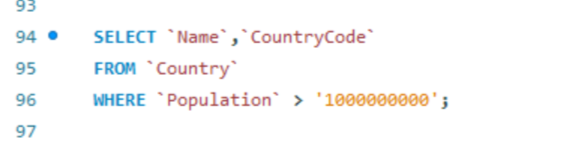 93
94 SELECT `Name`,`CountryCode`
95 FROM `Country`
96 WHERE `Population` > '1000000000';
97